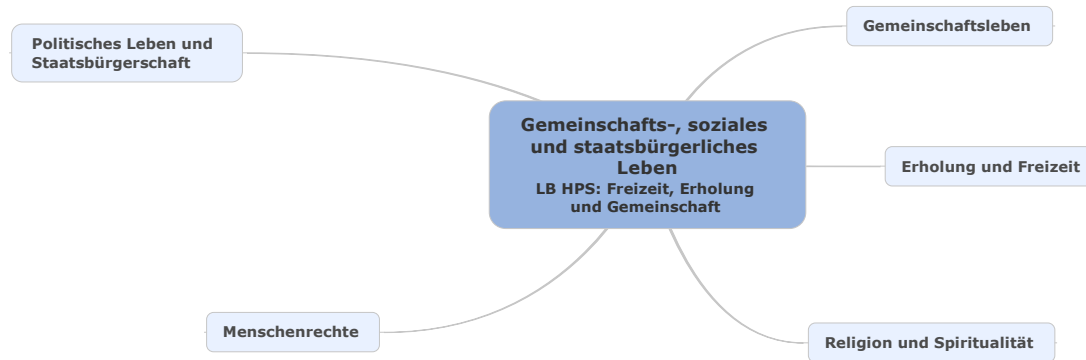 Politisches Leben und
Staatsbürgerschaft
Gemeinschaftsleben
Gemeinschafts-, soziales
und staatsbürgerliches
Leben
LB HPS: Freizeit, Erholung
und Gemeinschaft
Erholung und Freizeit
Menschenrechte
Religion und Spiritualität